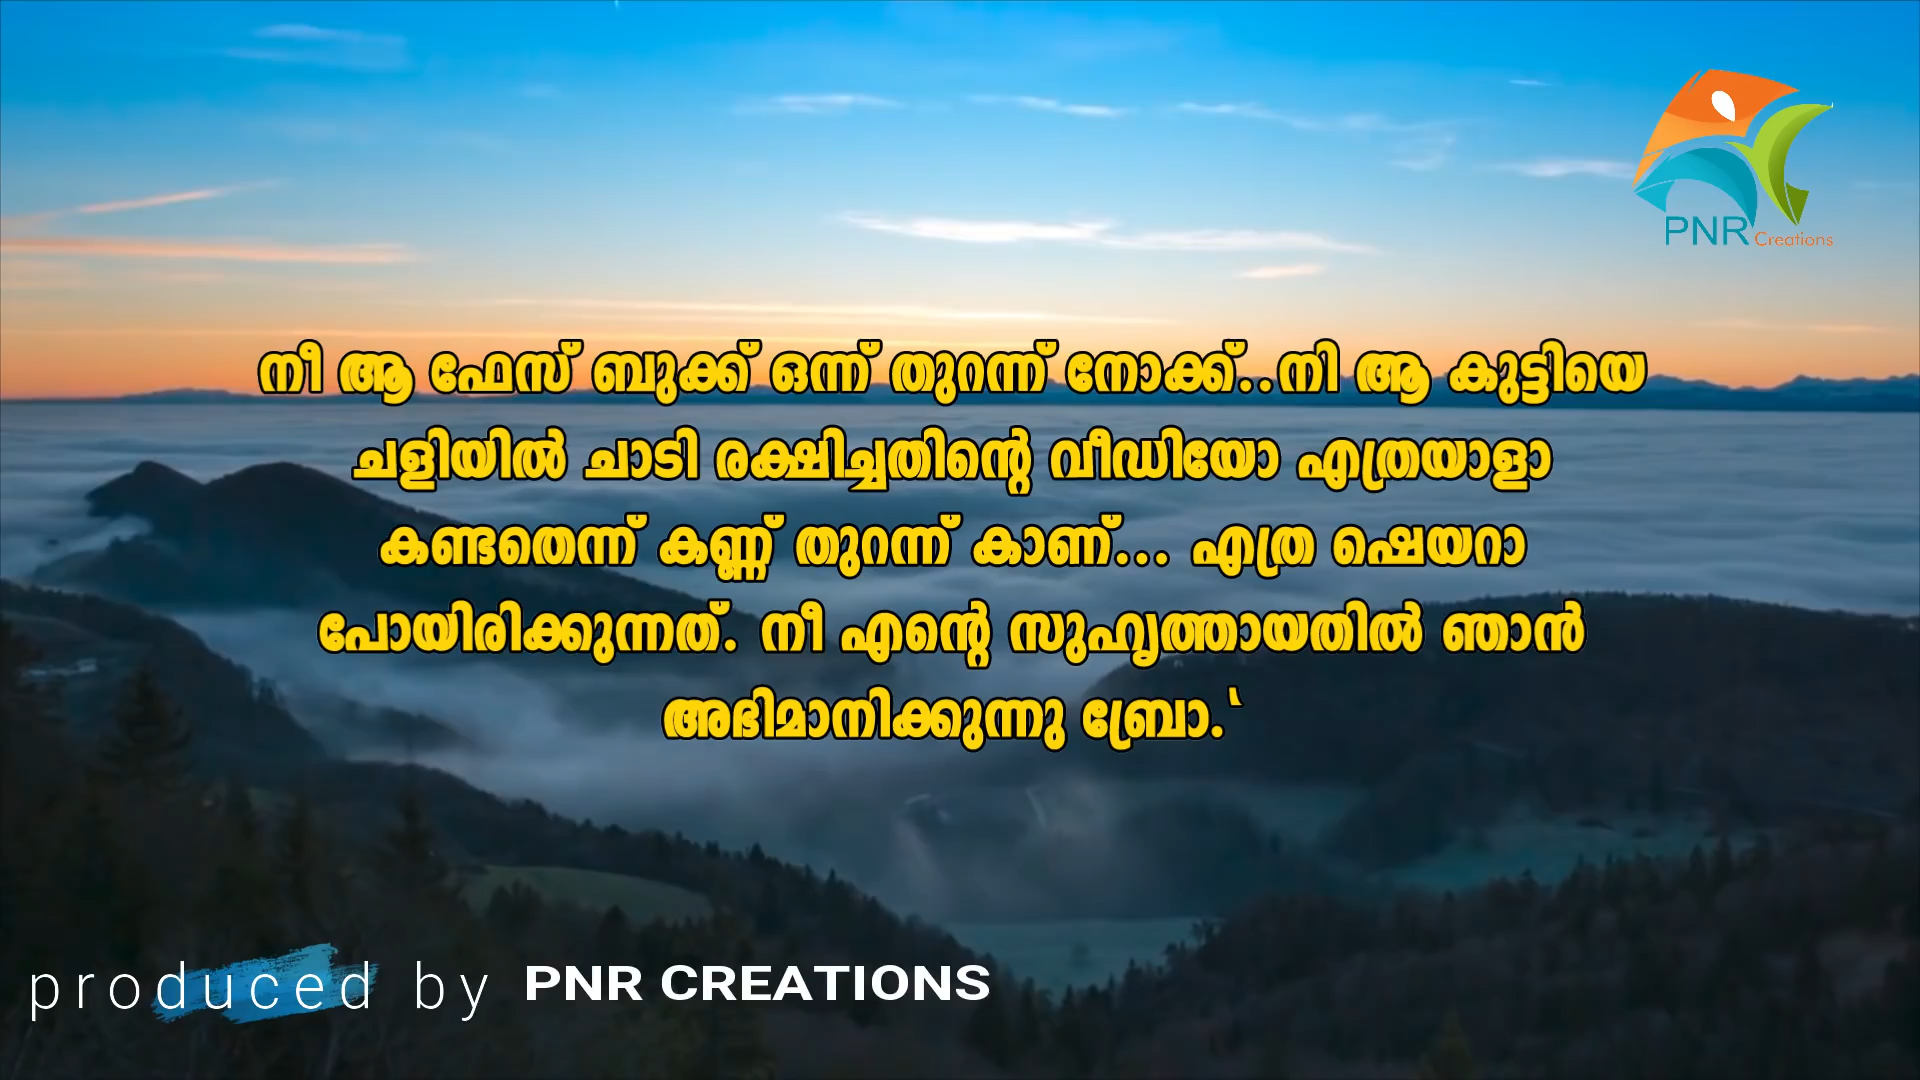 PNR Creations
നീ ആ ഫേസ് ബുക്ക് ഒന്ന് തുറന്ന് നോക്ക്..നി ആ കുട്ടിയെ
ചളിയിൽ ചാടി രക്ഷിച്ചതിന്റെ വീഡിയോ എത്രയാളാ
കണ്ടതെന്ന് കണ്ണ് തുറന്ന് കാണ്... എത്ര ഷെയറാ
പോയിരിക്കുന്നത്. നീ എന്റെ സുഹൃത്തായതിൽ ഞാൻ
അഭിമാനിക്കുന്നു ബ്രോ.‛
produced by PNR CREATIONS